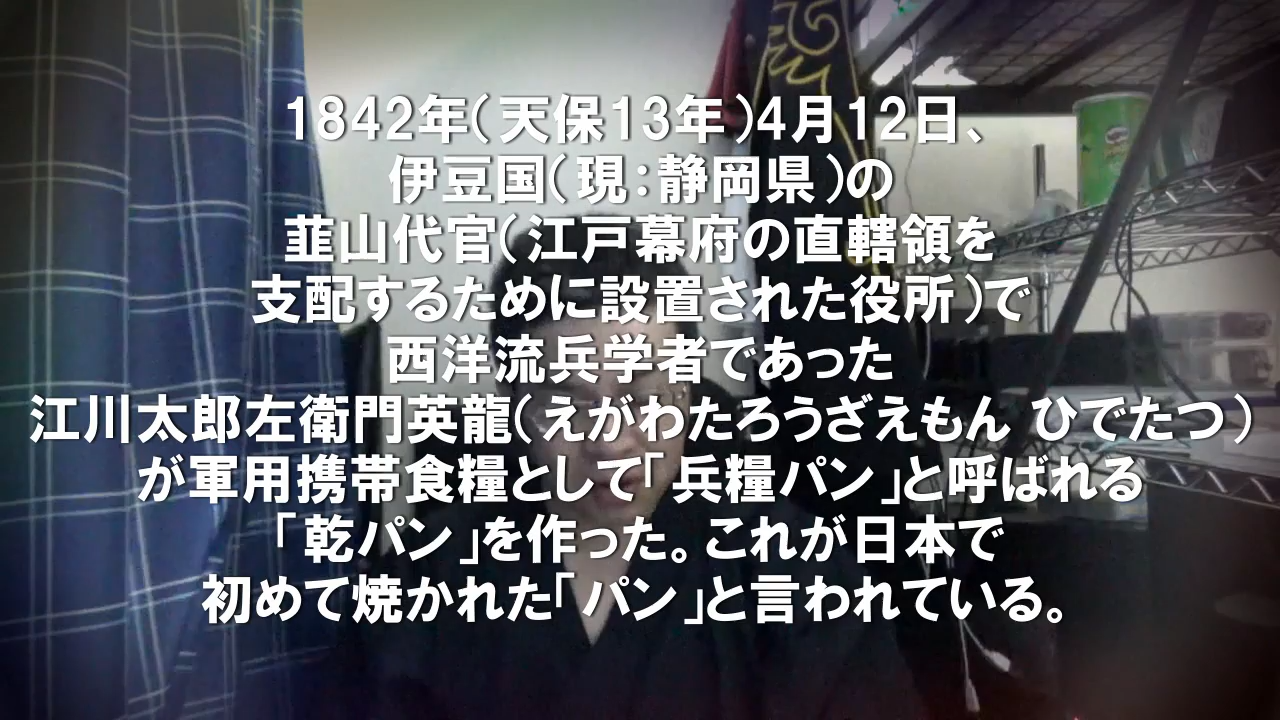 1842年(天保13年)4月12日、
伊豆国(現:静岡県)の
韮山代官(江戸幕府の直轄領を
支配するために設置された役所)で
西洋流兵学者であった
江川太郎左衛門英龍(えがわたろうざえもん ひでたつ)
が軍用携帯食糧として「兵糧パン」と呼ばれる
「乾パン」を作った。これが日本で
初めて焼かれた「パン」と言われている。